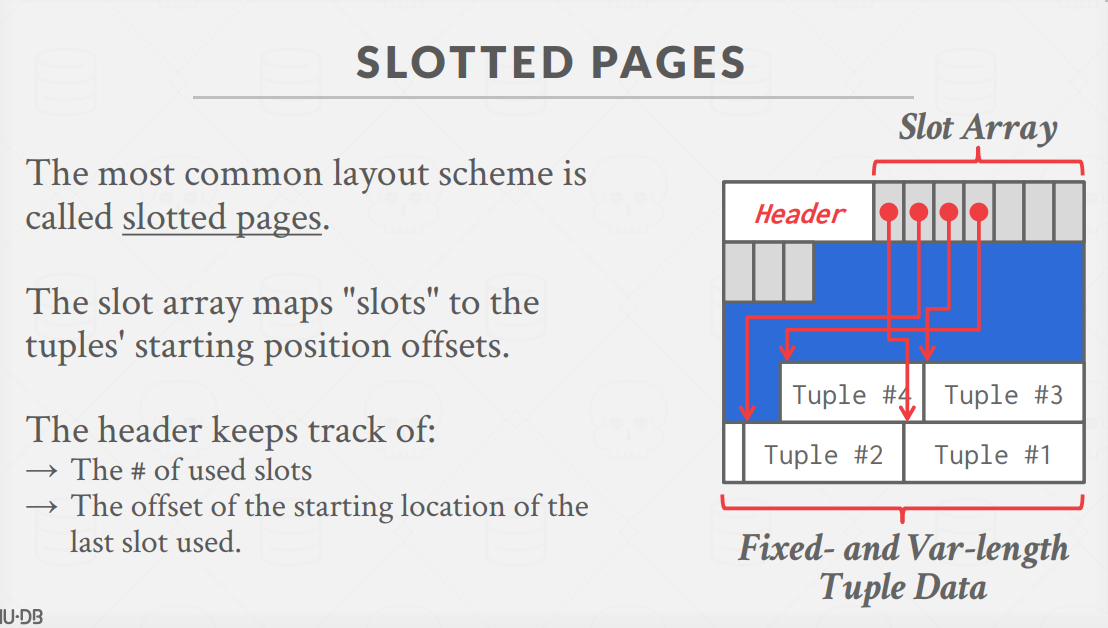 SLOTTED PAGES
The most common layout scheme is
called slotted pages.
The slot array maps "slots" to the
tuples' starting position offsets.
The header keeps track of:
→ The # of used slots
→ The offset of the starting location of the
last slot used.
Slot Array
Header
Tuple #4
Tuple #3
Tuple #2
Tuple #1
Fixed- and Var-length
Tuple Data
U·DB